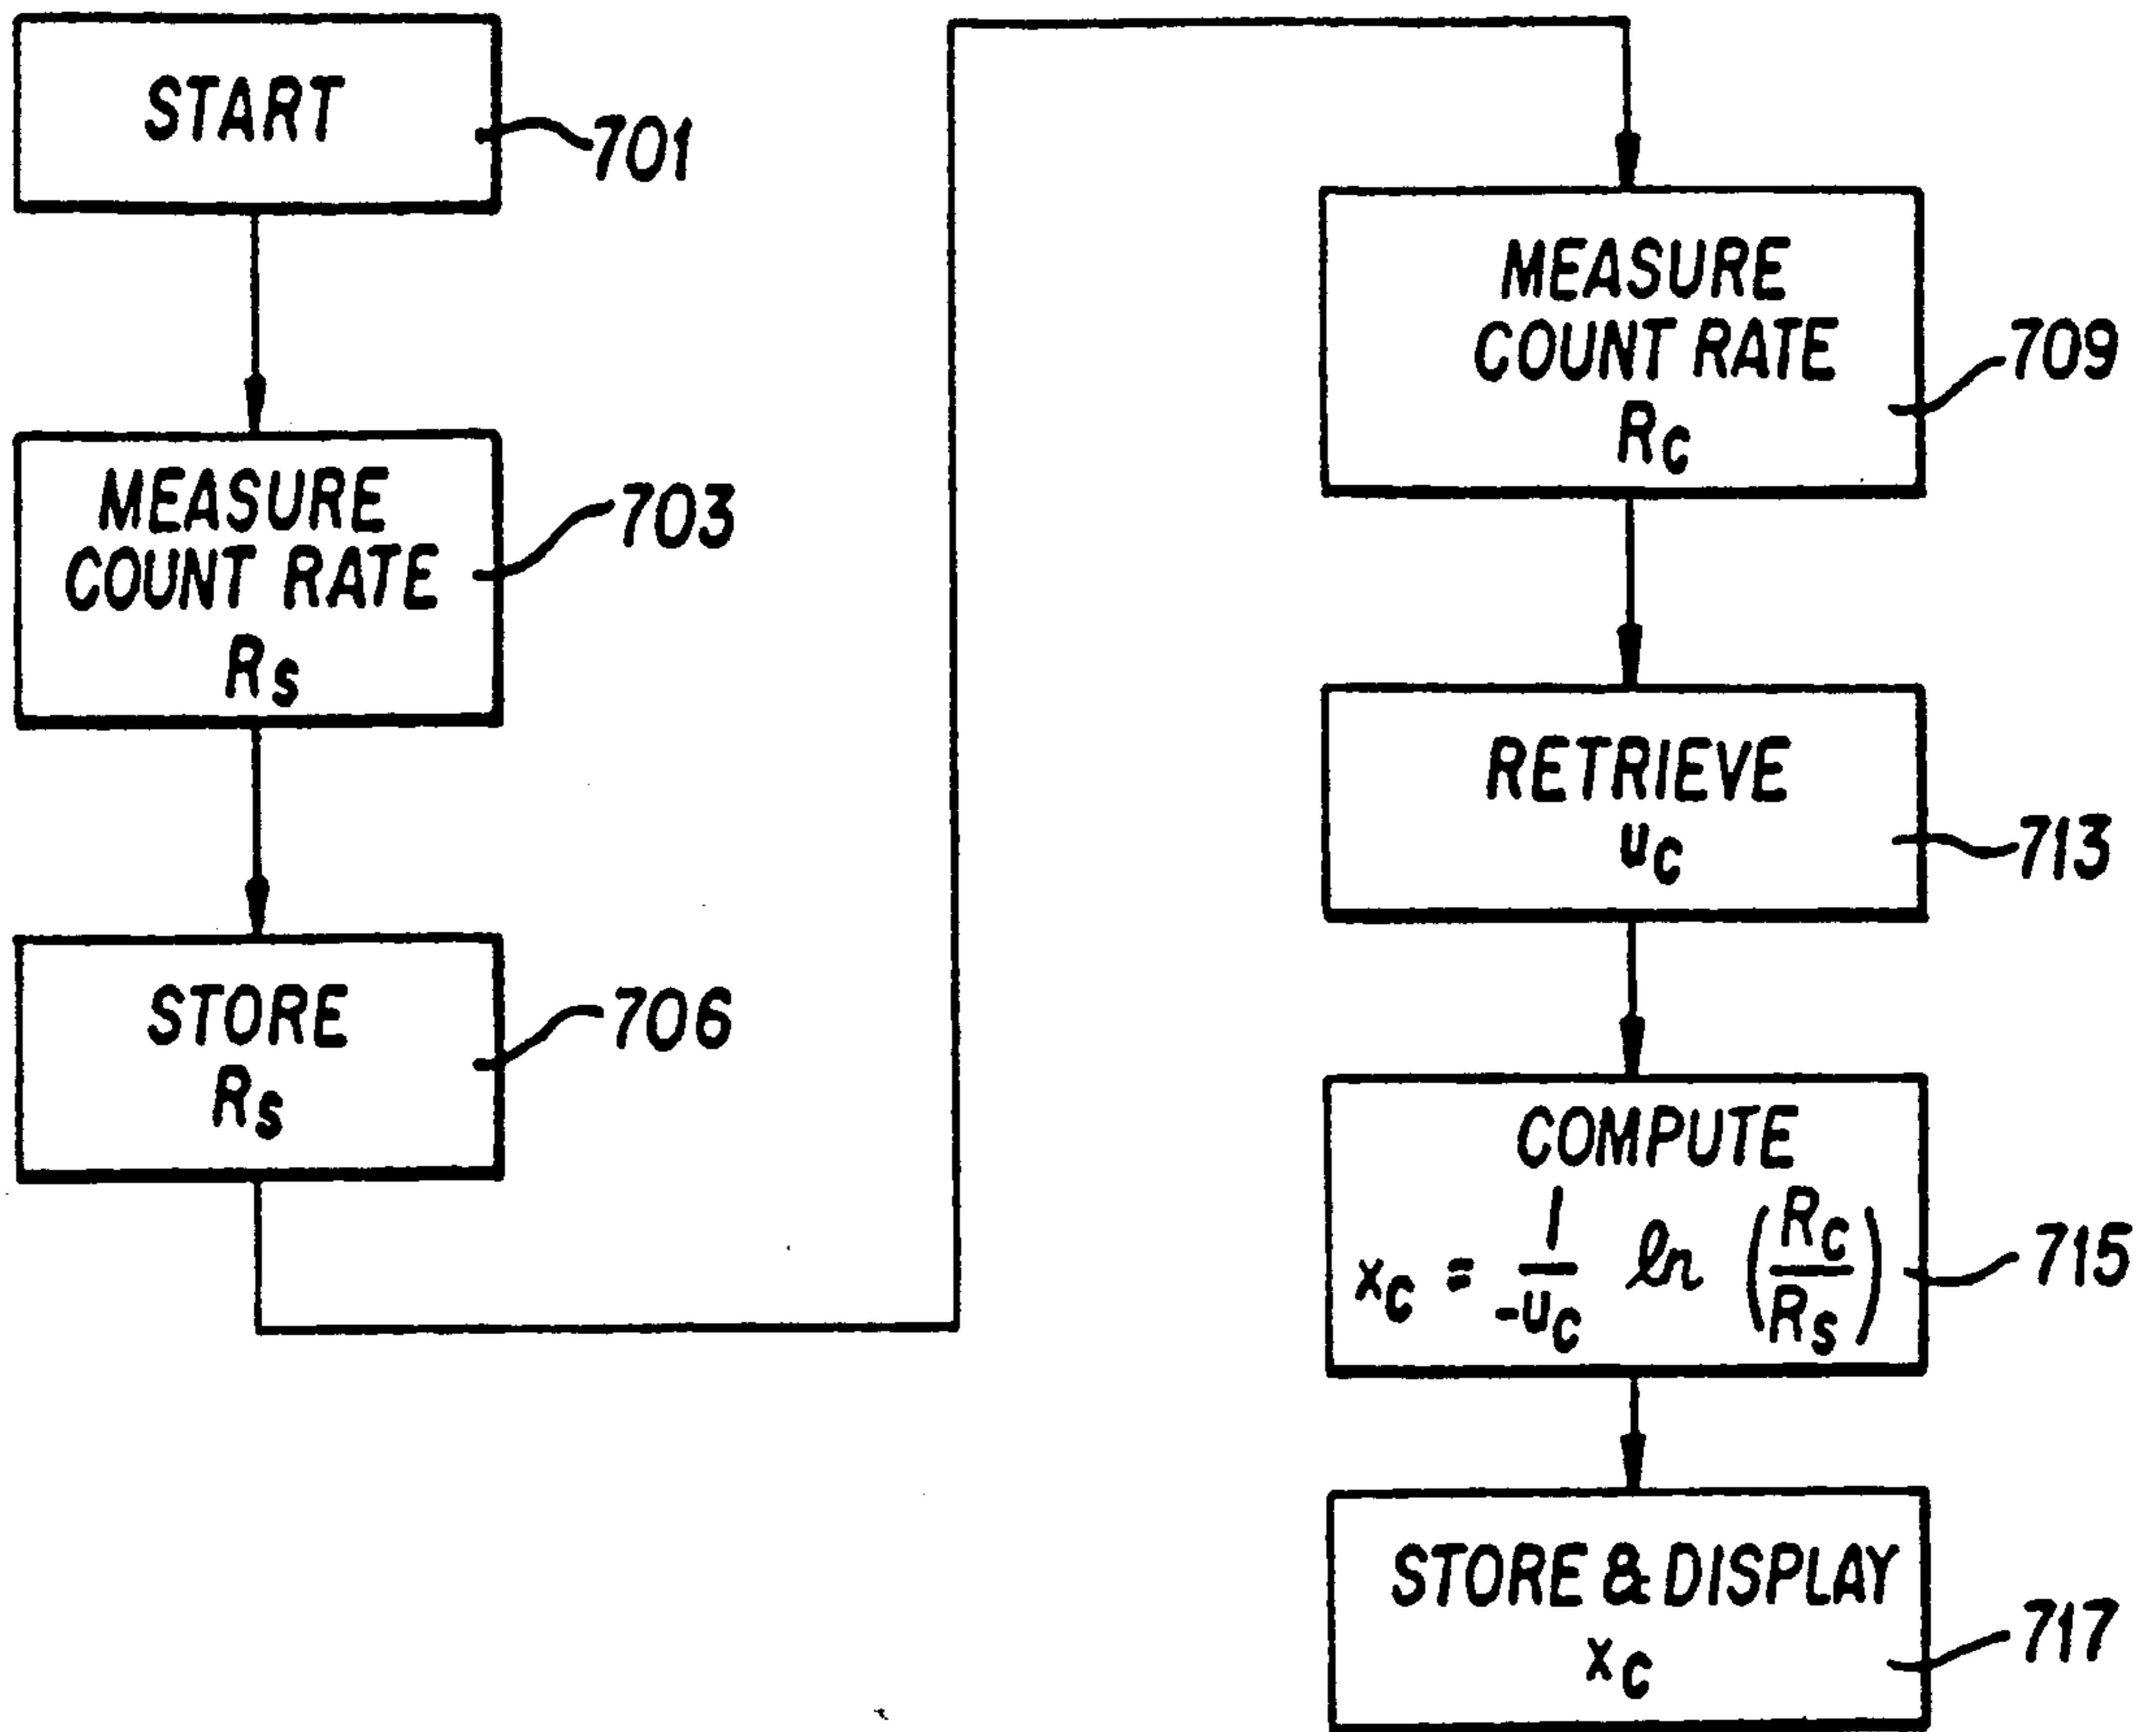 START
701
MEASURE
COUNT RATE
Rs
703
STORE
Rs
706
MEASURE
COUNT RATE
Rc
709
RETRIEVE
uc
713
COMPUTE
xc = 1/-uc ln (Rc/Rs)
715
STORE & DISPLAY
xc
717